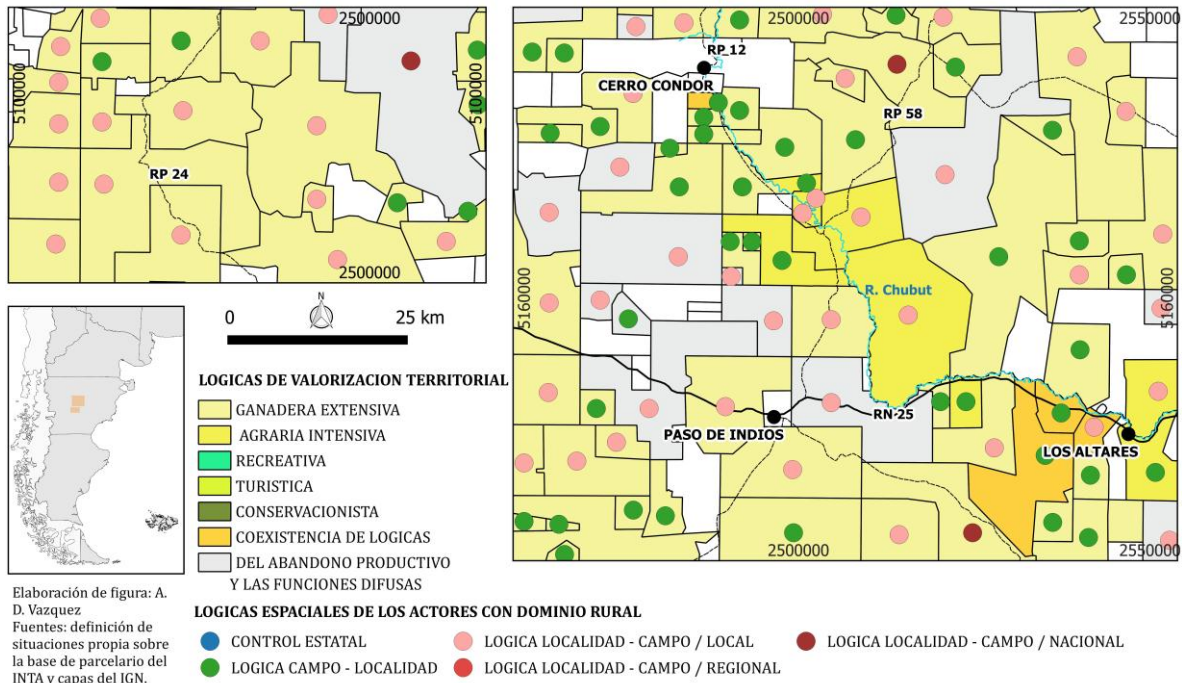 2500000
5100000
5100000
RP 24
2500000
2500000
2550000
RP_12
CERRO CONDOR
RP 58
5160000
5160000
R. Chubut
RN-25
PASO DE INDIOS
LOS ALTARES
2500000
2550000
N
0 25 km
LOGICAS DE VALORIZACION TERRITORIAL
GANADERA EXTENSIVA
AGRARIA INTENSIVA
RECREATIVA
TURISTICA
CONSERVACIONISTA
COEXISTENCIA DE LOGICAS
DEL ABANDONO PRODUCTIVO
Y LAS FUNCIONES DIFUSAS
Elaboración de figura: A.
D. Vazquez
Fuentes: definición de
situaciones propia sobre
la base de parcelario del
INTA y capas del IGN.
LOGICAS ESPACIALES DE LOS ACTORES CON DOMINIO RURAL
CONTROL ESTATAL
LOGICA LOCALIDAD - CAMPO / LOCAL
LOGICA LOCALIDAD - CAMPO / NACIONAL
LOGICA CAMPO - LOCALIDAD
LOGICA LOCALIDAD - CAMPO / REGIONAL